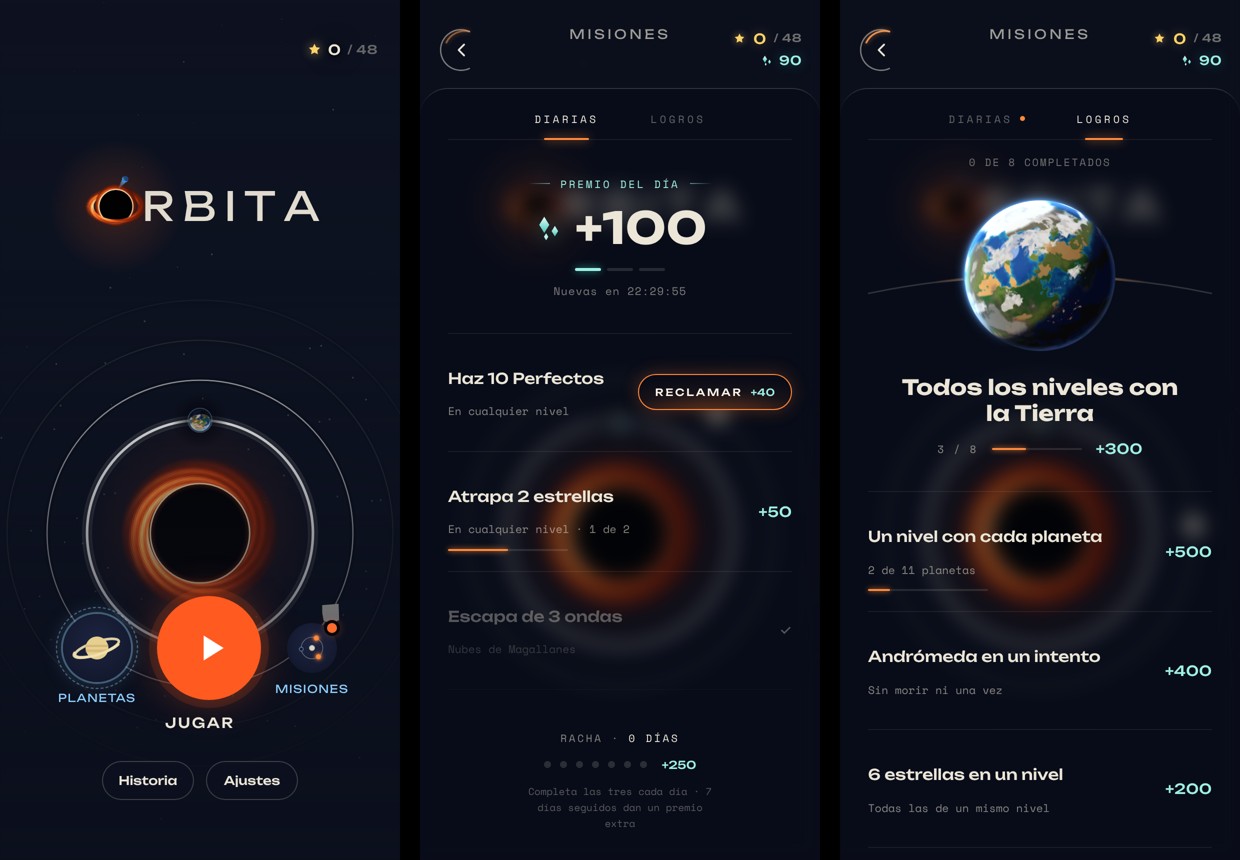 0 / 48
ORBITA
PLANETAS
JUGAR
MISIONES
Historia
Ajustes
MISIONES
0 / 48
90
DIARIAS
LOGROS
PREMIO DEL DÍA
+100
Nuevas en 22:29:55
Haz 10 Perfectos
En cualquier nivel
RECLAMAR +40
Atrapa 2 estrellas
En cualquier nivel · 1 de 2
+50
Escapa de 3 ondas
Nubes de Magallanes
RACHA · 0 DÍAS
+250
Completa las tres cada día · 7
días seguidos dan un premio
extra
MISIONES
0 / 48
90
DIARIAS
LOGROS
0 DE 8 COMPLETADOS
Todos los niveles con
la Tierra
3 / 8
+300
Un nivel con cada planeta
2 de 11 planetas
+500
Andrómeda en un intento
Sin morir ni una vez
+400
6 estrellas en un nivel
Todas las de un mismo nivel
+200